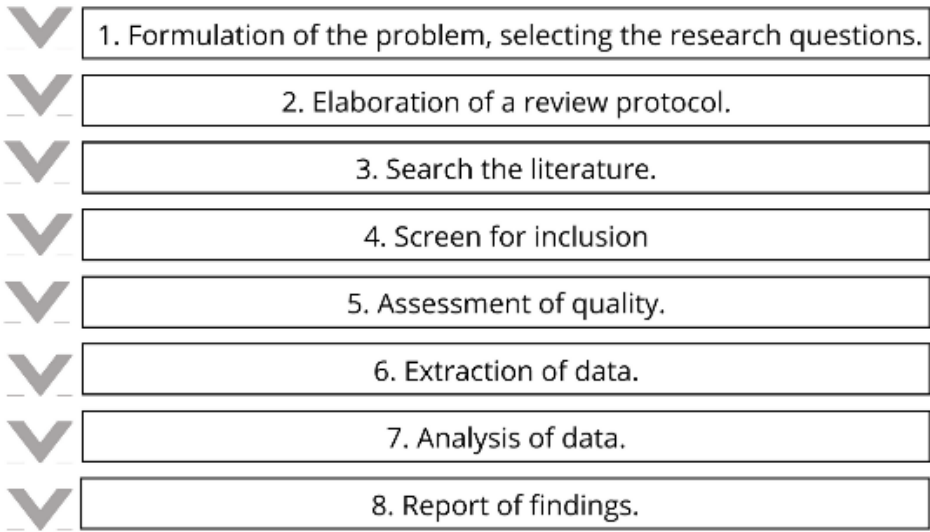 1. Formulation of the problem, selecting the research questions.
2. Elaboration of a review protocol.
3. Search the literature.
4. Screen for inclusion
5. Assessment of quality.
6. Extraction of data.
7. Analysis of data.
8. Report of findings.